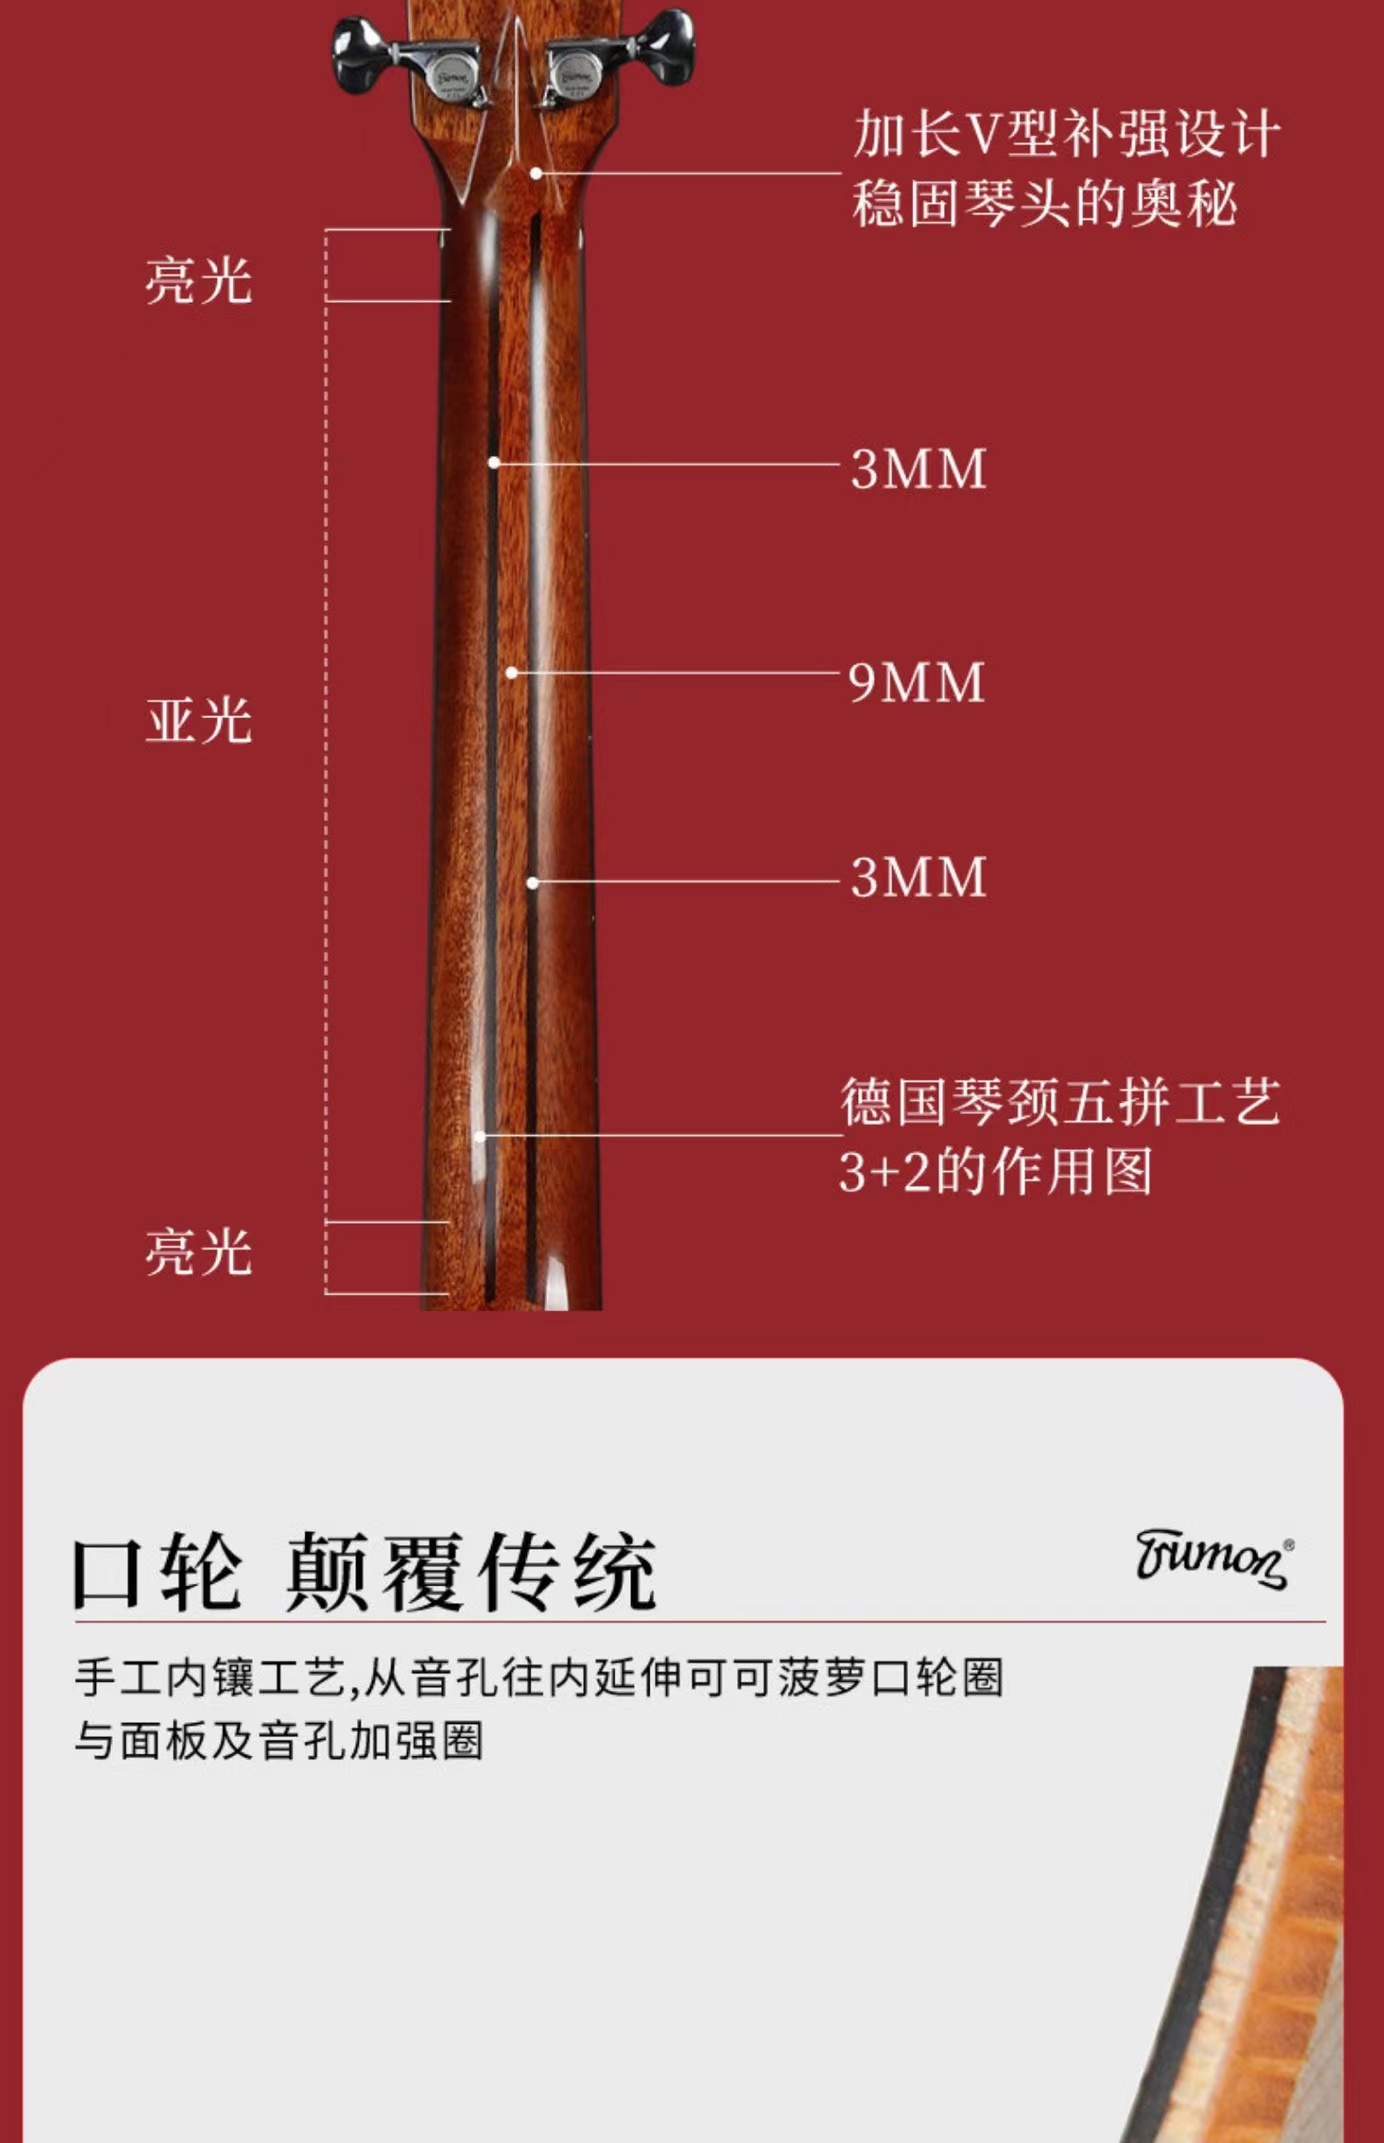 Trumon
Trumon
加长V型补强设计
稳固琴头的奥秘
亮光
3MM
9MM
亚光
3MM
德国琴颈五拼工艺
3+2的作用图
亮光
口轮 颠覆传统
Trumon®
手工内镶工艺,从音孔往内延伸可可菠萝口轮圈
与面板及音孔加强圈